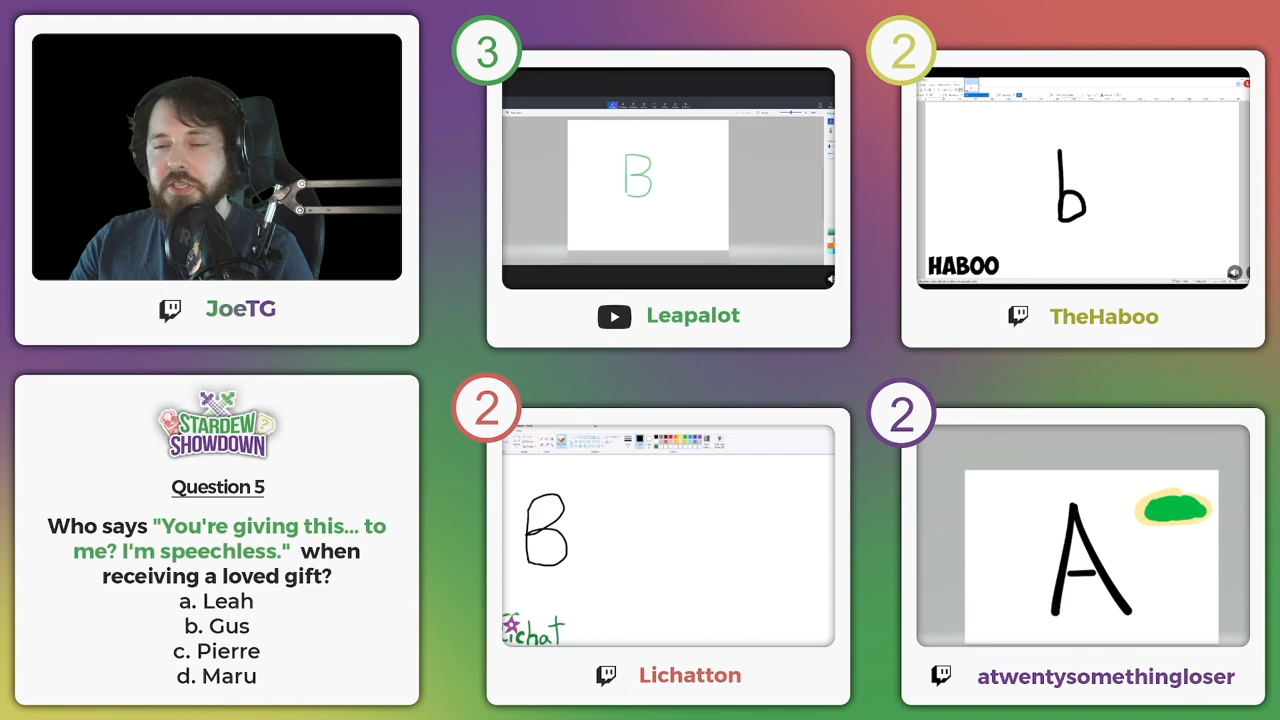 JoeTG
3
B
Leapalot
2
b
HABOO
TheHaboo
STARDEW
SHOWDOWN
Question 5
Who says "You're giving this... to
me? I'm speechless." when
receiving a loved gift?
a. Leah
b. Gus
c. Pierre
d. Maru
2
B
Lichat
Lichatton
2
A
atwentysomethingloser